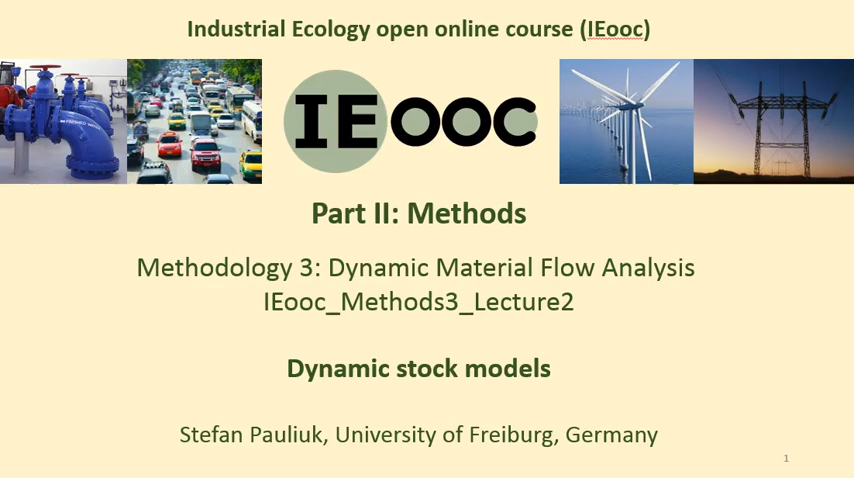 Industrial Ecology open online course (IEooc)
IEooc
Part II: Methods
Methodology 3: Dynamic Material Flow Analysis
IEooc_Methods3_Lecture2
Dynamic stock models
Stefan Pauliuk, University of Freiburg, Germany
1